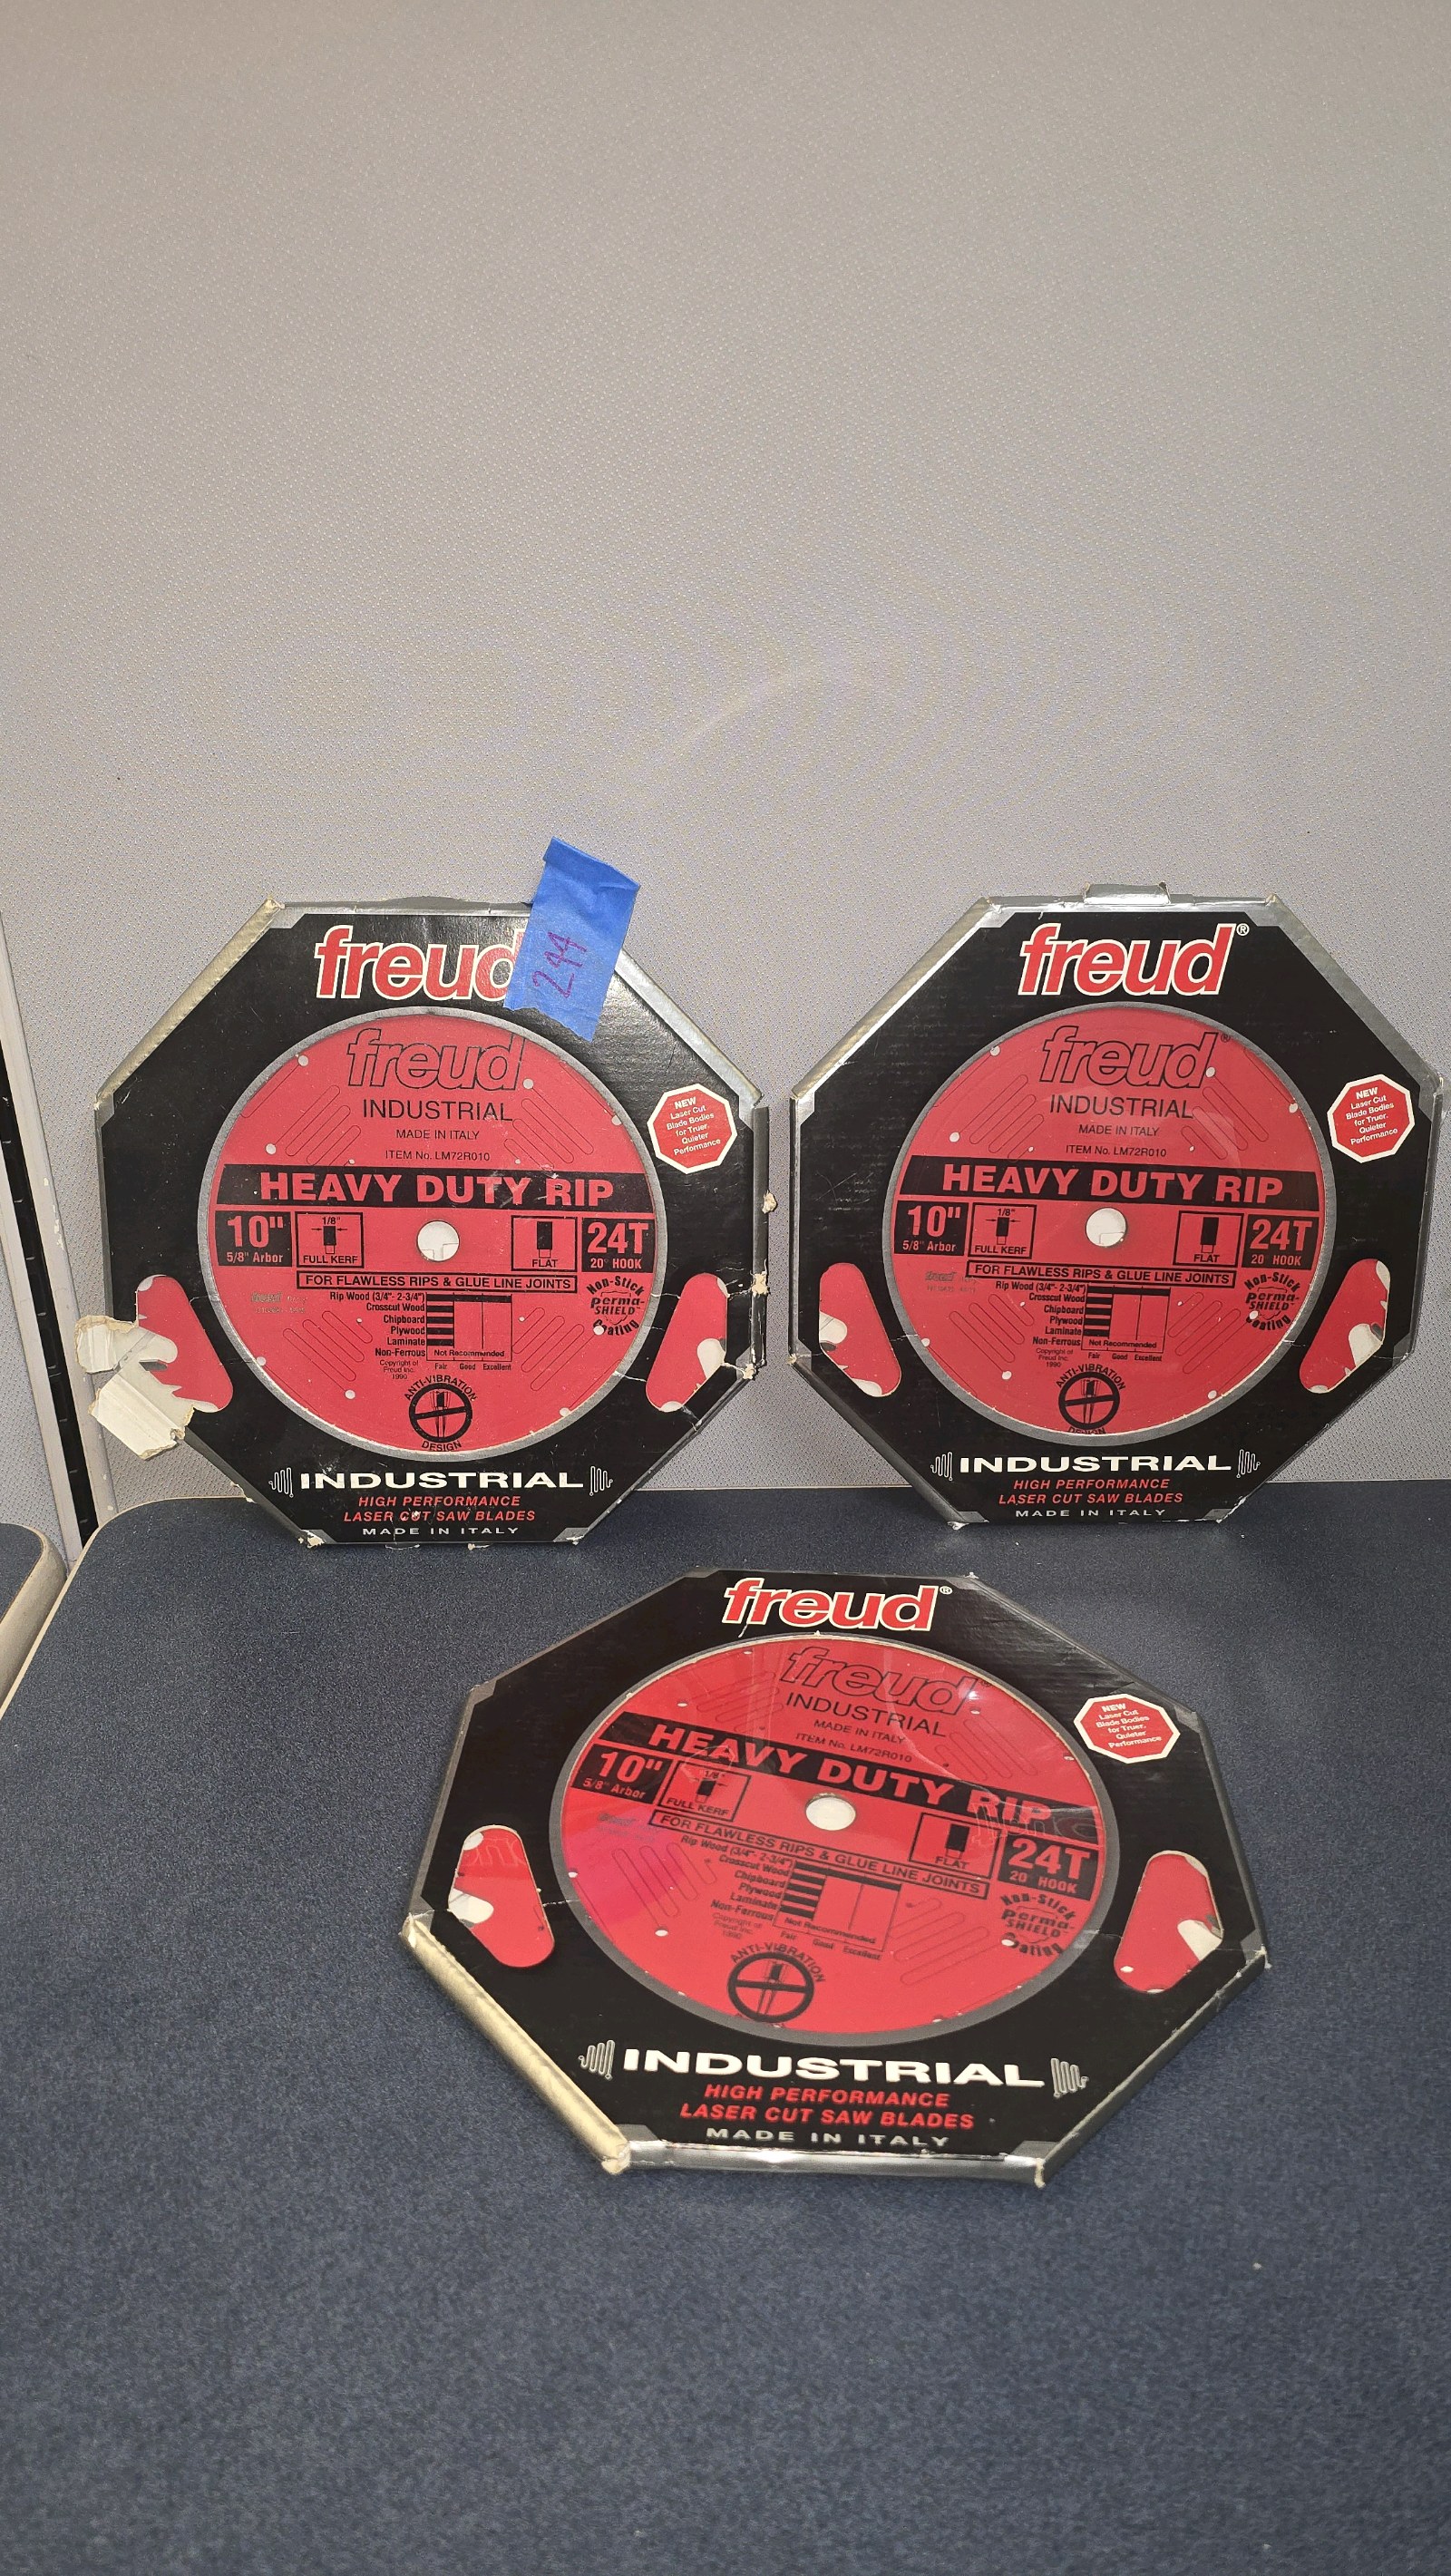 freud
244
freud
INDUSTRIAL
MADE IN ITALY
ITEM No. LM72R010
HEAVY DUTY RIP
10"
5/8" Arbor
1/8"
FULL KERF
FLAT
24T
20° HOOK
FOR FLAWLESS RIPS & GLUE LINE JOINTS
Rip Wood (3/4"- 2-3/4")
Crosscut Wood
Chipboard
Plywood
Laminate
Non-Ferrous
Not Recommended
Fair Good Excellent
Copyright of
Freud Inc.
1990
Non-Stick
Perma-
SHIELD™
Coating
ANTI-VIBRATION
DESIGN
NEW
Laser Cut
Blade Bodies
for Truer,
Quieter
Performance
INDUSTRIAL
HIGH PERFORMANCE
LASER CUT SAW BLADES
MADE IN ITALY
freud®
freud®
INDUSTRIAL
MADE IN ITALY
ITEM No. LM72R010
HEAVY DUTY RIP
10"
5/8" Arbor
1/8"
FULL KERF
FLAT
24T
20° HOOK
FOR FLAWLESS RIPS & GLUE LINE JOINTS
Rip Wood (3/4"- 2-3/4")
Crosscut Wood
Chipboard
Plywood
Laminate
Non-Ferrous
Not Recommended
Fair Good Excellent
Copyright of
Freud Inc.
1990
Non-Stick
Perma-
SHIELD™
Coating
ANTI-VIBRATION
DESIGN
NEW
Laser Cut
Blade Bodies
for Truer,
Quieter
Performance
INDUSTRIAL
HIGH PERFORMANCE
LASER CUT SAW BLADES
MADE IN ITALY
freud®
freud®
INDUSTRIAL
MADE IN ITALY
ITEM No. LM72R010
HEAVY DUTY RIP
10"
5/8" Arbor
1/8"
FULL KERF
FLAT
24T
20° HOOK
FOR FLAWLESS RIPS & GLUE LINE JOINTS
Rip Wood (3/4"- 2-3/4")
Crosscut Wood
Chipboard
Plywood
Laminate
Non-Ferrous
Not Recommended
Fair Good Excellent
Copyright of
Freud Inc.
1990
Non-Stick
Perma-
SHIELD™
Coating
ANTI-VIBRATION
NEW
Laser Cut
Blade Bodies
for Truer,
Quieter
Performance
INDUSTRIAL
HIGH PERFORMANCE
LASER CUT SAW BLADES
MADE IN ITALY